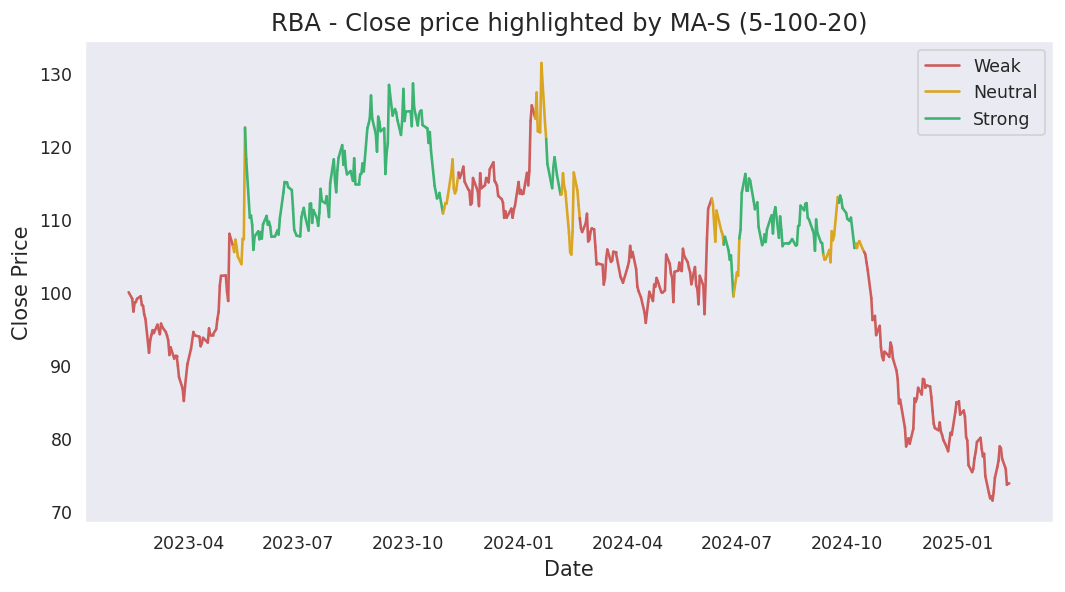 RBA - Close price highlighted by MA-S (5-100-20)
Weak
Neutral
Strong
Close Price
130
120
110
100
90
80
70
2023-04 2023-07 2023-10 2024-01 2024-04 2024-07 2024-10 2025-01
Date